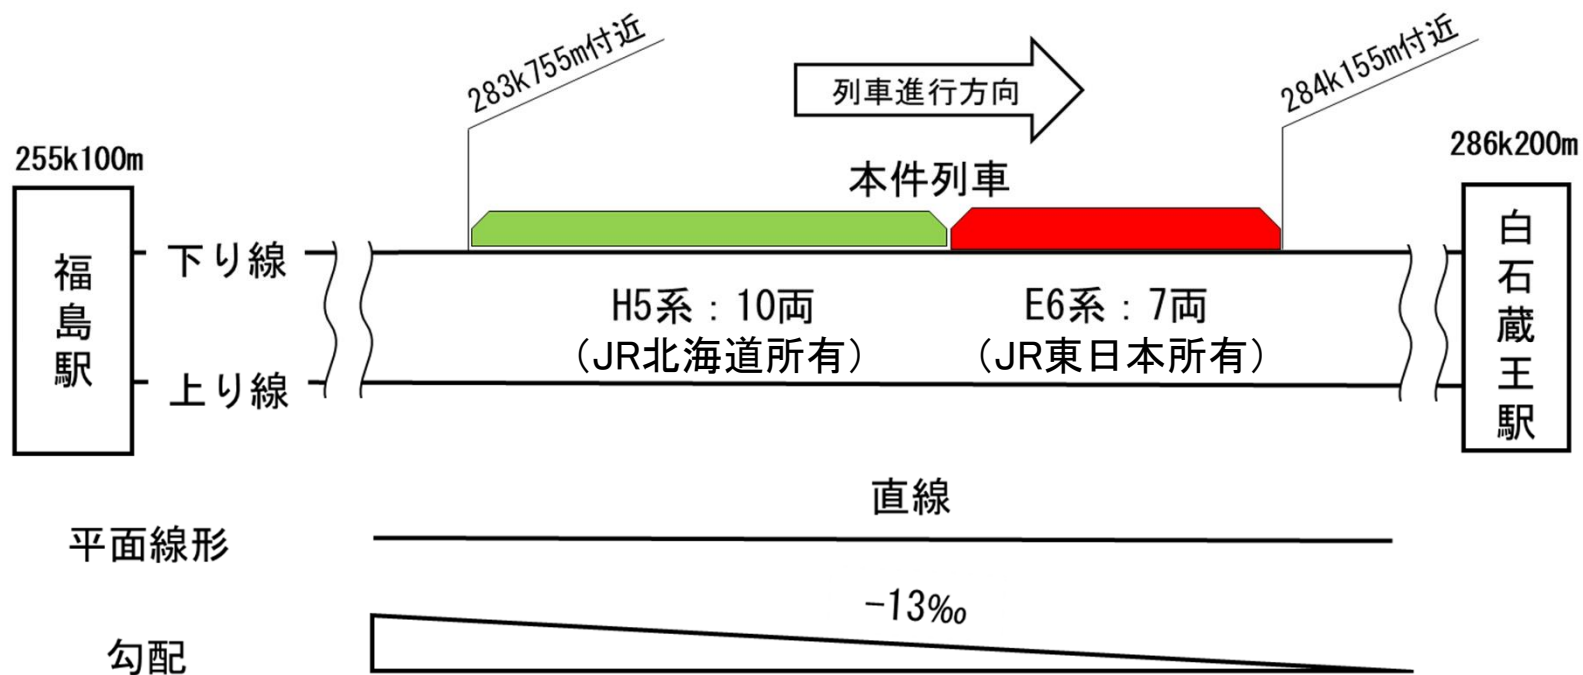 283k755m付近
284k155m付近
列車進行方向
255k100m
286k200m
本件列車
福島駅
下り線
上り線
H5系：10両
（JR北海道所有）
E6系：7両
（JR東日本所有）
白石蔵王駅
直線
平面線形
-13‰
勾配